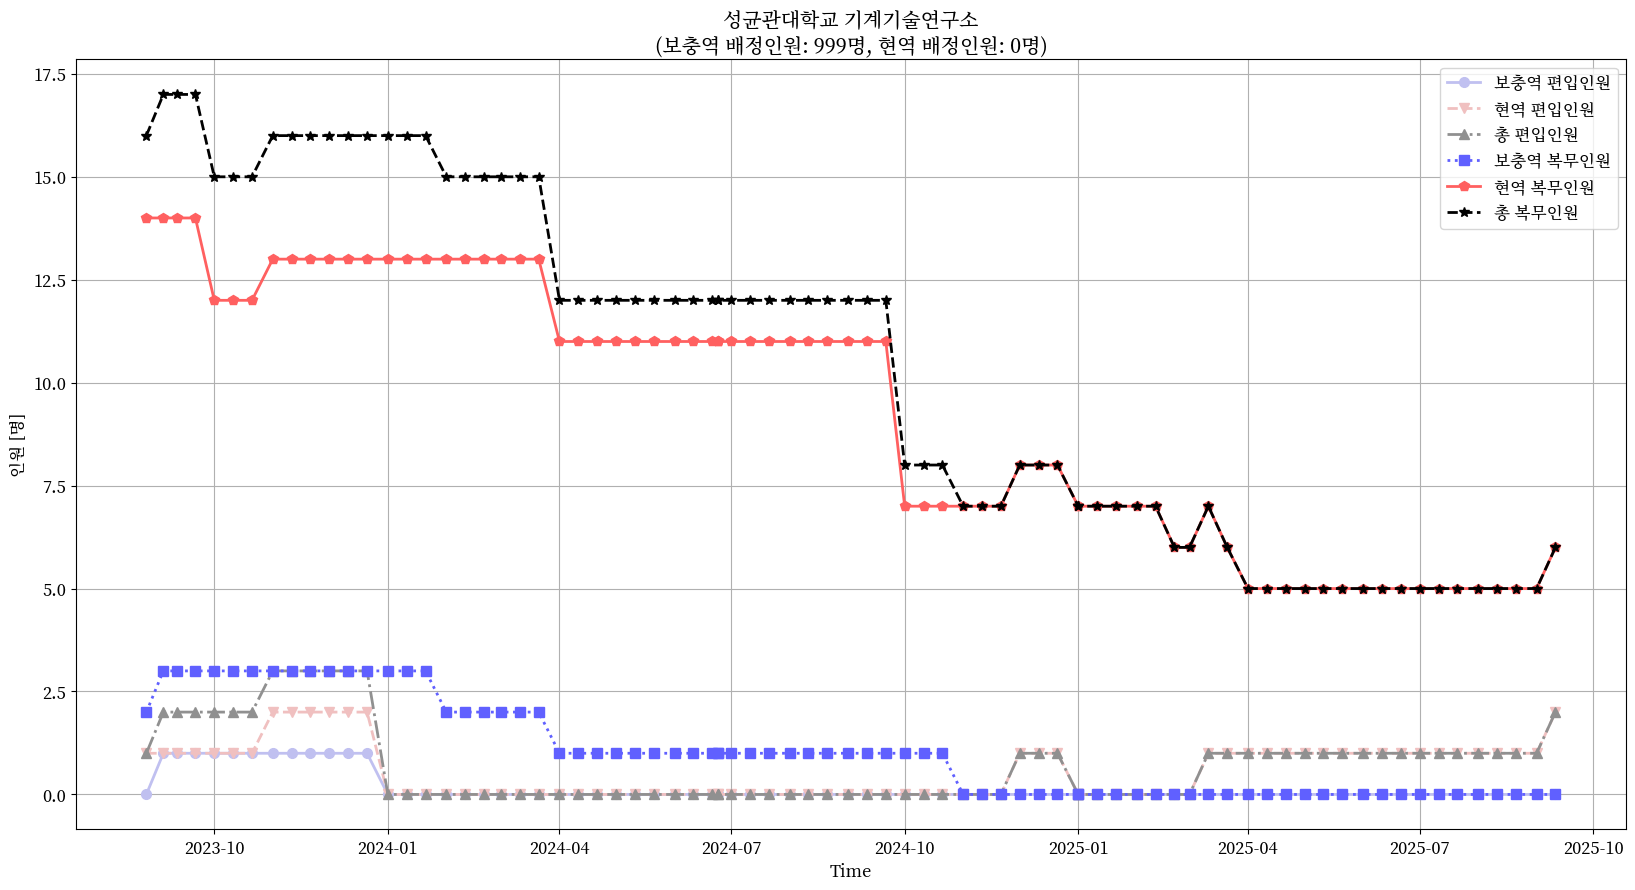 성균관대학교 기계기술연구소
(보충역 배정인원: 999명, 현역 배정인원: 0명)
17.5
15.0
12.5
10.0
7.5
5.0
2.5
0.0
인원 [명]
보충역 편입인원
현역 편입인원
총 편입인원
보충역 복무인원
현역 복무인원
총 복무인원
2023-10
2024-01
2024-04
2024-07
2024-10
2025-01
2025-04
2025-07
2025-10
Time